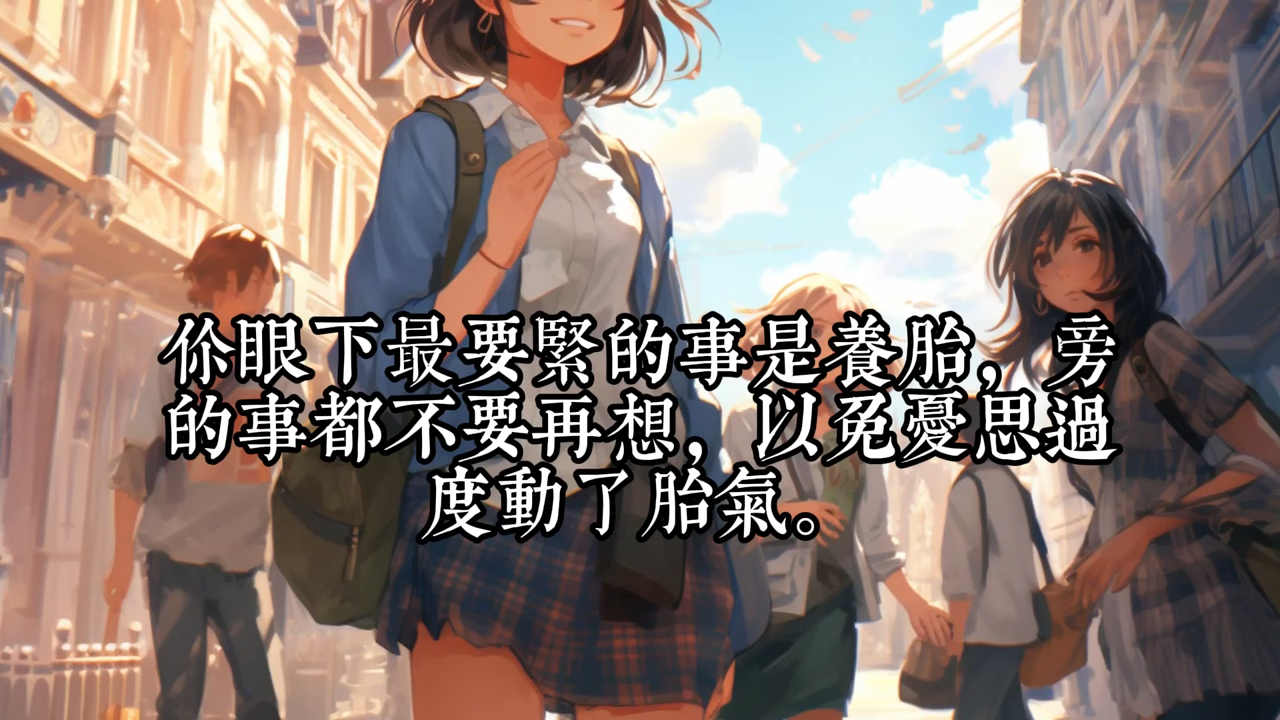 你眼下最要緊的事是養胎，旁
的事都不要再想，以免憂思過
度動了胎氣。